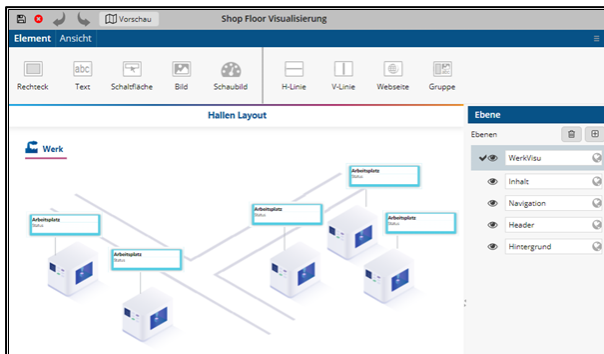 Vorschau Shop Floor Visualisierung
Element Ansicht
abc
Rechteck Text Schaltfläche Bild Schaubild H-Linie V-Linie Webseite Gruppe
Hallen Layout
Ebene
Ebenen
Werk
WerkVisu
Inhalt
Navigation
Header
Hintergrund
Arbeitsplatz
Status
Arbeitsplatz
Status
Arbeitsplatz
Status
Arbeitsplatz
Status
Arbeitsplatz
Status